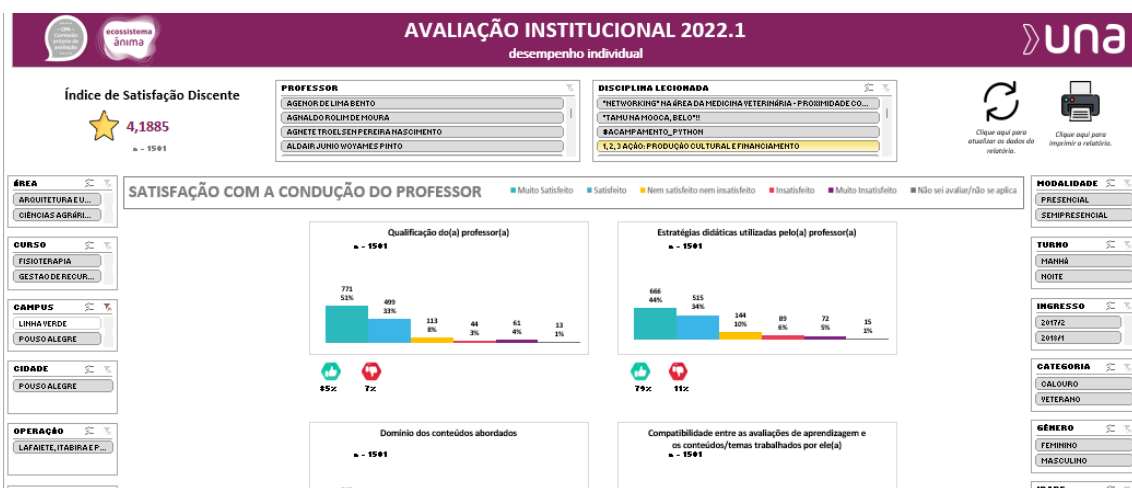 - CPA -
Comissão
própria de
avaliação
ecossistema
ănıma
AVALIAÇÃO INSTITUCIONAL 2022.1
desempenho individual
una
Índice de Satisfação Discente
4,1885
n - 1501
PROFESSOR
AGENOR DE LIMA BENTO
AGNALDO ROLIM DE MOURA
AGNETE TROELSEN PEREIRA NASCIMENTO
ALDAIR JUNIO WOYAMES PINTO
DISCIPLINA LECIONADA
"NETWORKING" NA ÁREA DA MEDICINA VETERINÁRIA - PROXIMIDADE CO...
"TAMU NA MOOCA, BELO"!!
#ACAMPAMENTO_PYTHON
1, 2, 3 AÇÃO: PRODUÇÃO CULTURAL E FINANCIAMENTO
Clique aqui para
atualizar os dados do
relatório.
Clique aqui para
imprimir o relatório.
ÁREA
ARQUITETURA E U...
CIÊNCIAS AGRÁRI...
CURSO
FISIOTERAPIA
GESTAO DE RECUR...
CAMPUS
LINHA VERDE
POUSO ALEGRE
CIDADE
POUSO ALEGRE
OPERAÇÃO
LAFAIETE, ITABIRA E P...
SATISFAÇÃO COM A CONDUÇÃO DO PROFESSOR
Muito Satisfeito
Satisfeito
Nem satisfeito nem insatisfeito
Insatisfeito
Muito Insatisfeito
Não sei avaliar/não se aplica
Qualificação do(a) professor(a)
n - 1501
771
51%
499
33%
113
8%
44
3%
61
4%
13
1%
85%
7%
Estratégias didáticas utilizadas pelo(a) professor(a)
n - 1501
666
44%
515
34%
144
10%
89
6%
72
5%
15
1%
79%
11%
Domínio dos conteúdos abordados
n - 1501
Compatibilidade entre as avaliações de aprendizagem e
os conteúdos/temas trabalhados por ele(a)
n - 1501
MODALIDADE
PRESENCIAL
SEMIPRESENCIAL
TURNO
MANHÃ
NOITE
INGRESSO
2017/2
2018/1
CATEGORIA
CALOURO
VETERANO
GÊNERO
FEMININO
MASCULINO